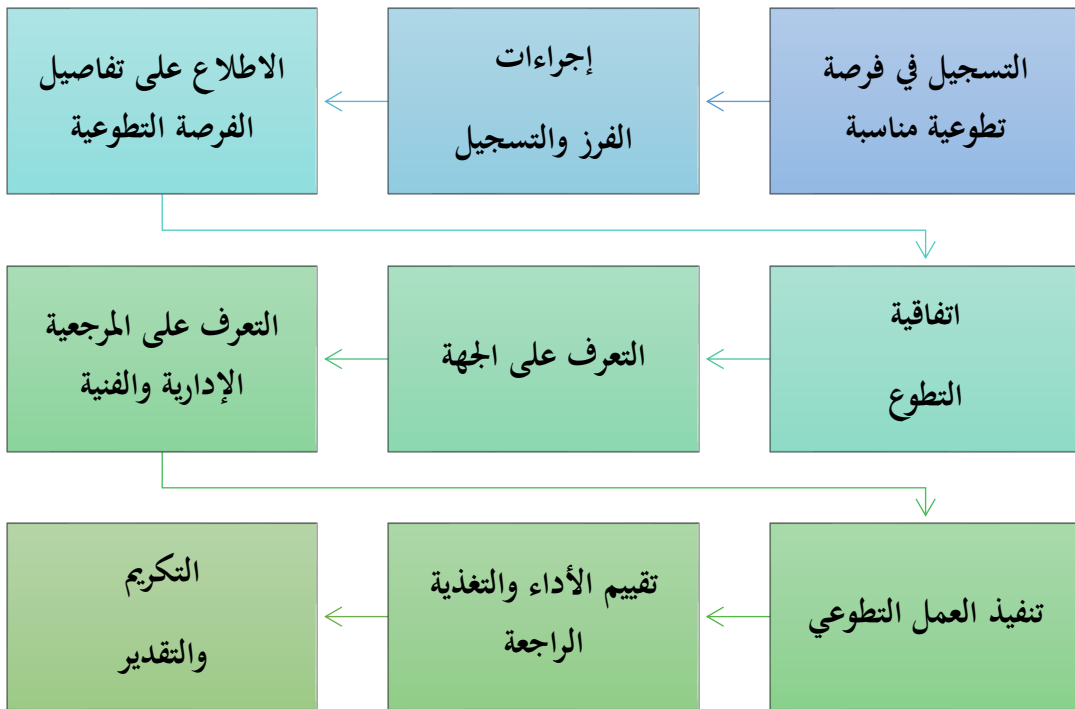 التسجيل في فرصة
تطوعية مناسبة
إجراءات
الفرز والتسجيل
الاطلاع على تفاصيل
الفرصة التطوعية
اتفاقية
التطوع
التعرف على الجهة
التعرف على المرجعية
الإدارية والفنية
تنفيذ العمل التطوعي
تقييم الأداء والتغذية
الراجعة
التكريم
والتقدير